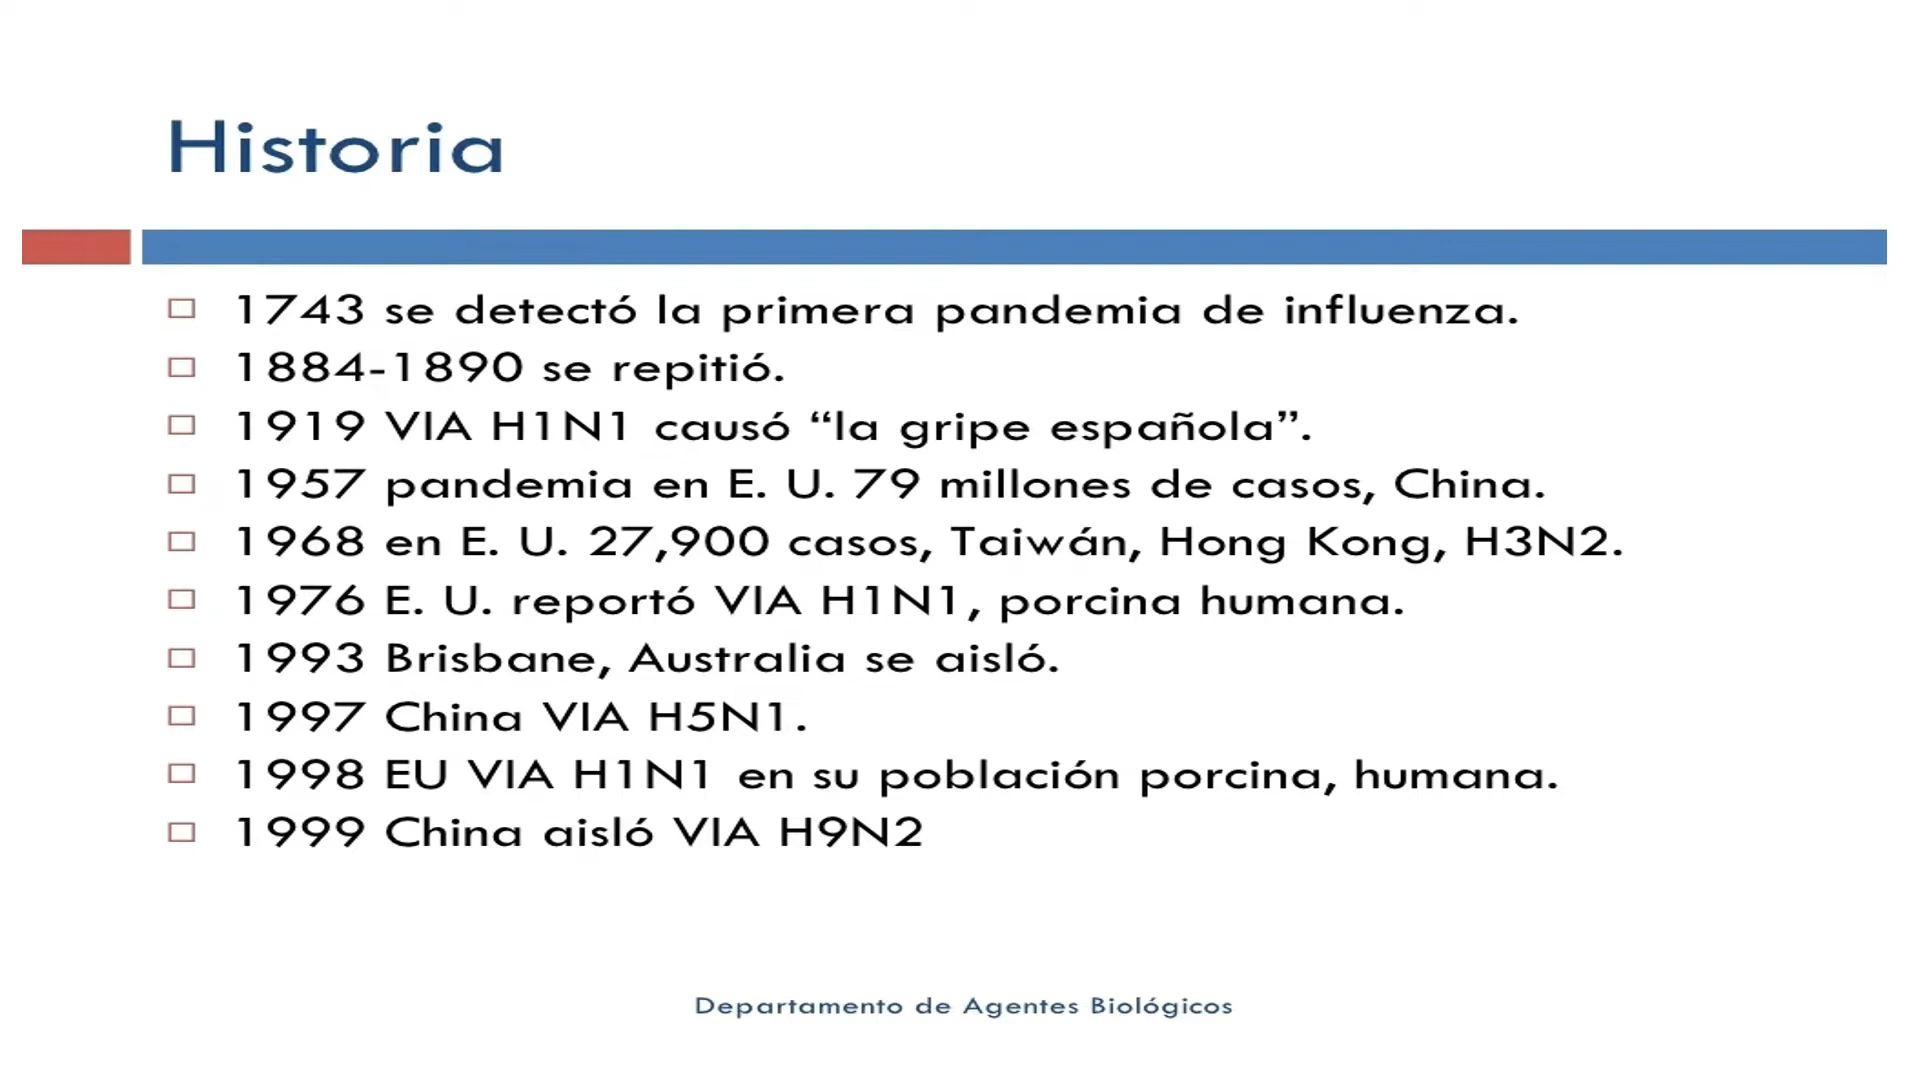 Historia
1743 se detectó la primera pandemia de influenza.
1884-1890 se repitió.
1919 VIA H1N1 causó “la gripe española”.
1957 pandemia en E. U. 79 millones de casos, China.
1968 en E. U. 27,900 casos, Taiwán, Hong Kong, H3N2.
1976 E. U. reportó VIA H1N1, porcina humana.
1993 Brisbane, Australia se aisló.
1997 China VIA H5N1.
1998 EU VIA H1N1 en su población porcina, humana.
1999 China aisló VIA H9N2
Departamento de Agentes Biológicos